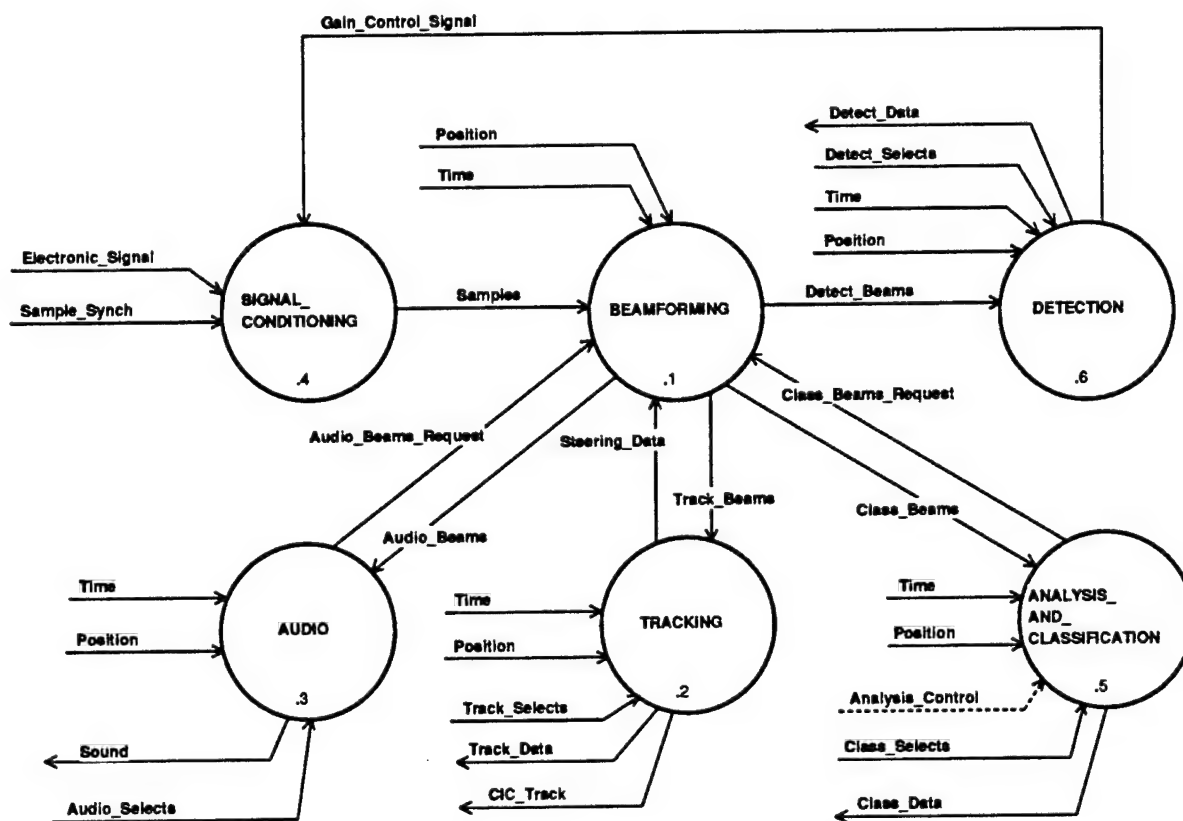 Gain_Control_Signal
Position
Time
Detect_Data
Detect_Selects
Time
Position
Electronic_Signal
Sample_Synch
SIGNAL_
CONDITIONING
.4
Samples
BEAMFORMING
.1
Detect_Beams
DETECTION
.6
Audio_Beams_Request
Steering_Data
Class_Beams_Request
Audio_Beams
Track_Beams
Class_Beams
Time
Position
AUDIO
.3
Sound
Audio_Selects
Time
Position
TRACKING
.2
Track_Selects
Track_Data
CIC_Track
Time
Position
ANALYSIS_
AND_
CLASSIFICATION
.5
Analysis_Control
Class_Selects
Class_Data